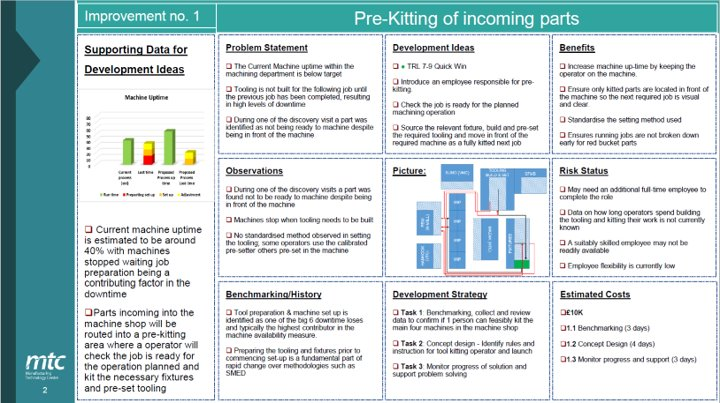 Improvement no. 1
Pre-Kitting of incoming parts
Supporting Data for
Development Ideas
Machine Uptime
80
70
60
50
40
30
20
10
0
Current
process
(est)
Lost time
Proposed
Process up
time
Proposed
Process
Lost time
Run time
Preparing set up
Set up
Adjustment
Current machine uptime
is estimated to be around
40% with machines
stopped waiting job
preparation being a
contributing factor in the
downtime
Parts incoming into the
machine shop will be
routed into a pre-kitting
area where a operator will
check the job is ready for
the operation planned and
kit the necessary fixtures
and pre-set tooling
mtc
Manufacturing
Technology Centre
2
Problem Statement
The Current Machine uptime within the
machining department is below target
Tooling is not built for the following job until
the previous job has been completed, resulting
in high levels of downtime
During one of the discovery visits a part was
identified as not being ready to machine despite
being in front of the machine
Development Ideas
TRL 7-9 Quick Win
Introduce an employee responsible for pre-
kitting.
Check the job is ready for the planned
machining operation
Source the relevant fixture, build and pre-set
the required tooling and move in front of the
required machine as a fully kitted next job
Benefits
Increase machine up-time by keeping the
operator on the machine.
Ensure only kitted parts are located in front of
the machine so the next required job is visual
and clear
Standardise the setting method used
Ensures running jobs are not broken down
early for red bucket parts
Observations
During one of the discovery visits a part was
found not to be ready to machine despite being
in front of the machine
Machines stop when tooling needs to be built
No standardised method observed in setting
the tooling; some operators use the calibrated
pre-setter others pre-set in the machine
Picture:
Risk Status
May need an additional full-time employee to
complete the role
Data on how long operators spend building
the tooling and kitting their work is not currently
known
A suitably skilled employee may not be
readily available
Employee flexibility is currently low
Benchmarking/History
Tool preparation & machine set up is
identified as one of the big 6 downtime loses
and typically the highest contributor in the
machine availability measure.
Preparing the tooling and fixtures prior to
commencing set-up is a fundamental part of
rapid change over methodologies such as
SMED
Development Strategy
Task 1: Benchmarking, collect and review
data to confirm if 1 person can feasibly kit the
main four machines in the machine shop
Task 2: Concept design - Identify rules and
instruction for tool kitting operator and launch
Task 3: Monitor progress of solution and
support problem solving
Estimated Costs
£10K
1.1 Benchmarking (3 days)
1.2 Concept Design (4 days)
1.3 Monitor progress and support (3 days)